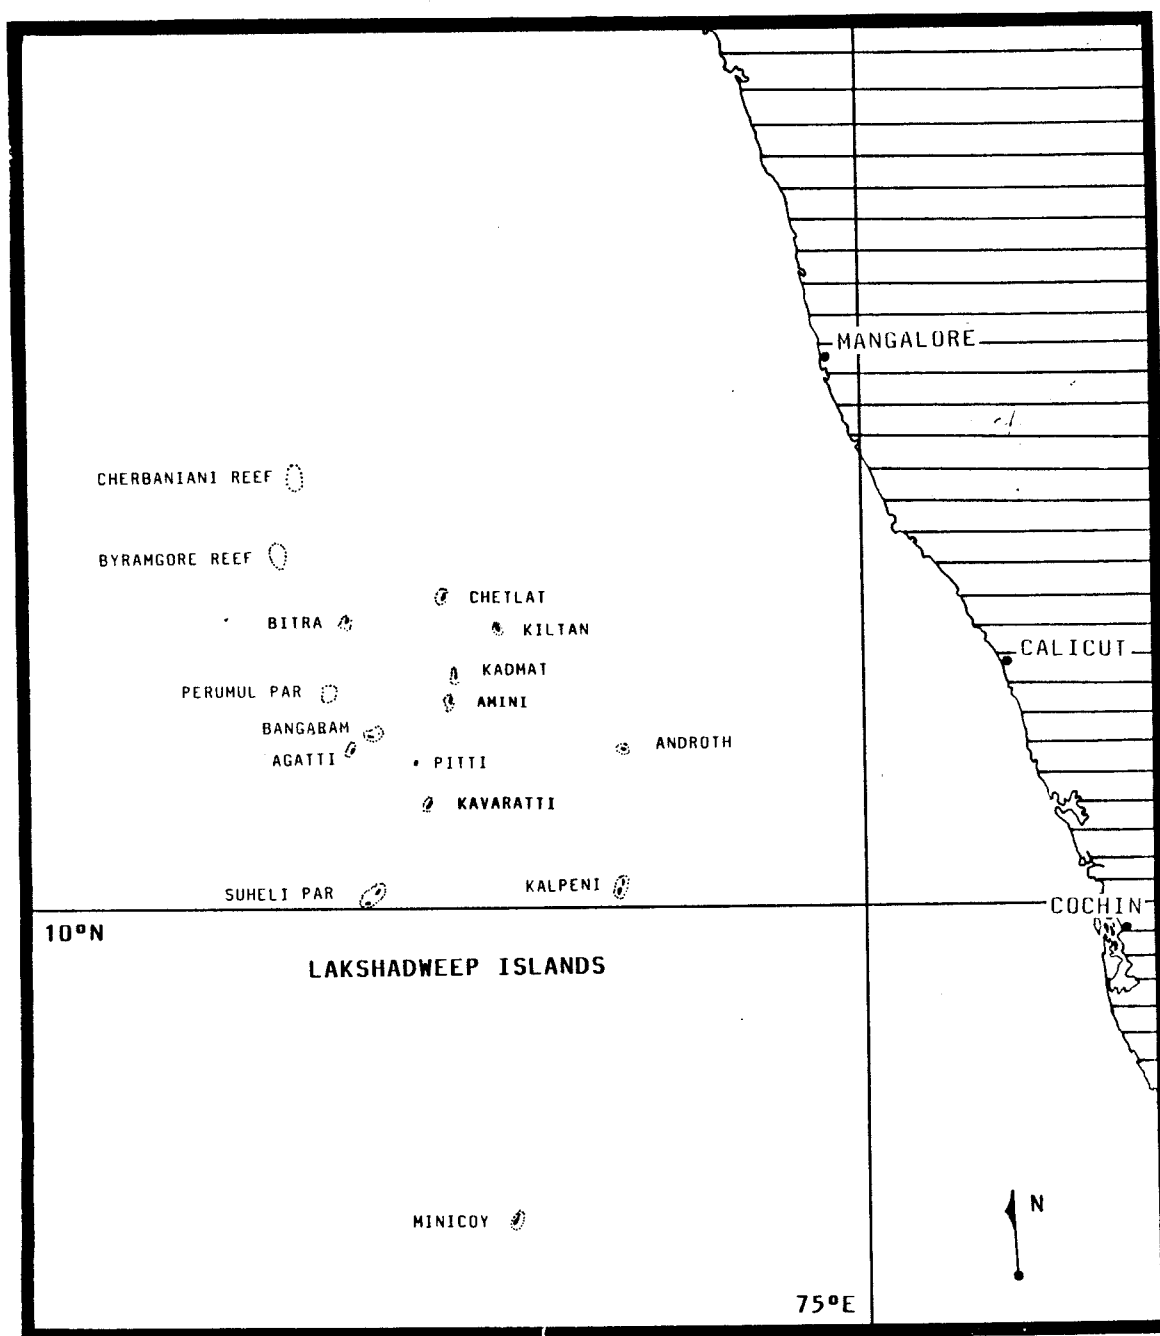 MANGALORE
CHERBANIANI REEF
BYRAMGORE REEF
CHETLAT
BITRA
KILTAN
CALICUT
KADMAT
PERUMUL PAR
AMINI
BANGARAM
ANDROTH
AGATTI
PITTI
KAVARATTI
KALPENI
SUHELI PAR
COCHIN
10°N
LAKSHADWEEP ISLANDS
N
MINICOY
75°E